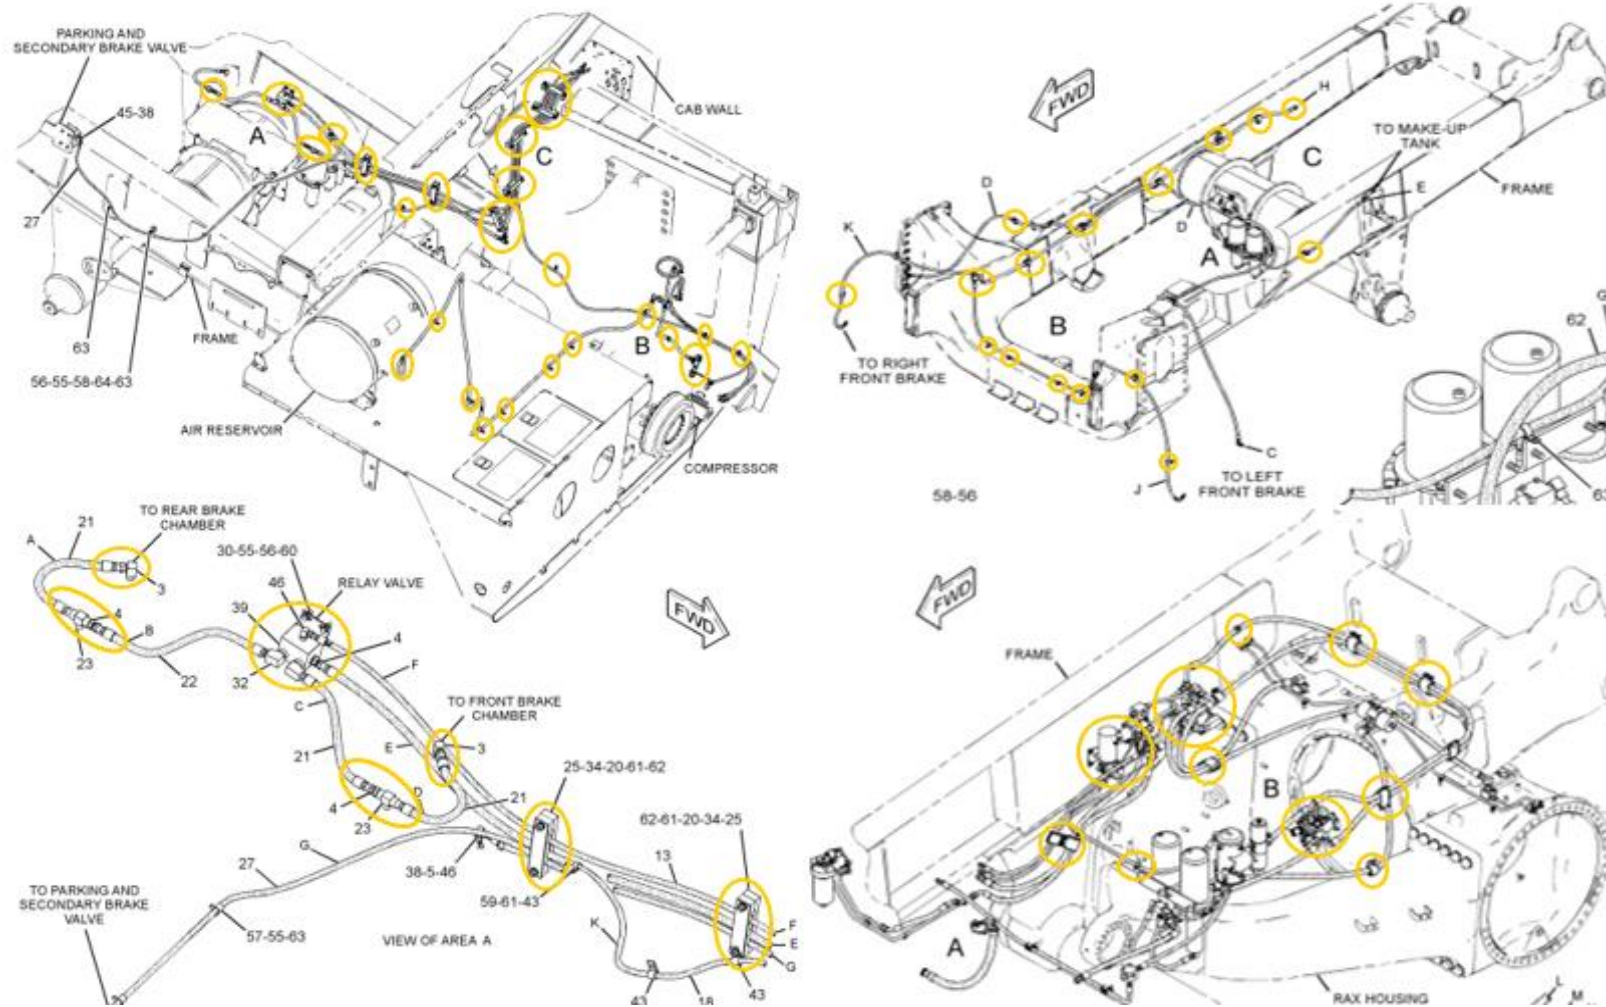 PARKING AND
SECONDARY BRAKE VALVE
45-38
A
C
CAB WALL
27
63
56-55-58-64-63
FRAME
AIR RESERVOIR
B
COMPRESSOR
FWD
H
TO MAKE-UP
TANK
C
E
FRAME
D
K
D
A
B
TO RIGHT
FRONT BRAKE
C
TO LEFT
FRONT BRAKE
J
58-56
62
G
63
TO REAR BRAKE
CHAMBER
21
A
3
4
B
23
22
30-55-56-60
46
RELAY VALVE
39
4
F
32
C
TO FRONT BRAKE
CHAMBER
E
3
21
D
4
23
21
25-34-20-61-62
62-61-20-34-25
G
27
38-5-46
13
59-61-43
TO PARKING AND
SECONDARY BRAKE
VALVE
57-55-63
VIEW OF AREA A
K
F
E
G
43
18
43
FWD
FWD
FRAME
B
A
RAX HOUSING
L
M